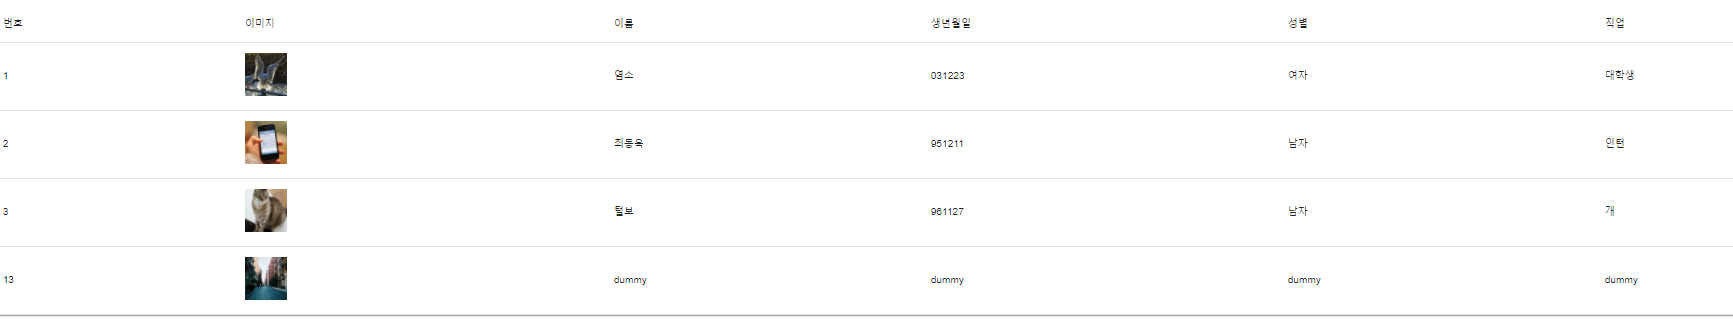 번호 이미지 이름 생년월일 성별 직업
1 염소 031223 여자 대학생
2 최동욱 951211 남자 인턴
3 털보 961127 남자 개
13 dummy dummy dummy dummy